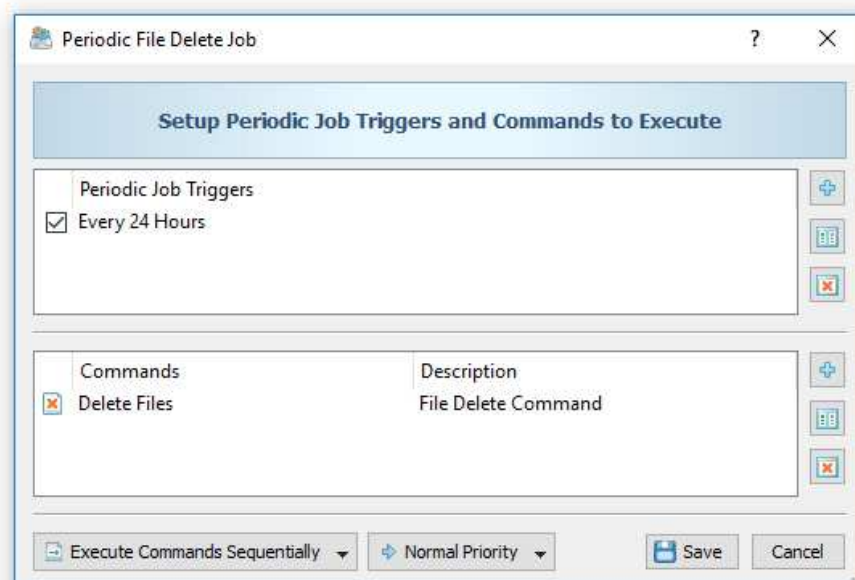 Periodic File Delete Job ?
Setup Periodic Job Triggers and Commands to Execute
Periodic Job Triggers
Every 24 Hours
Commands Description
Delete Files File Delete Command
Execute Commands Sequentially Normal Priority Save Cancel